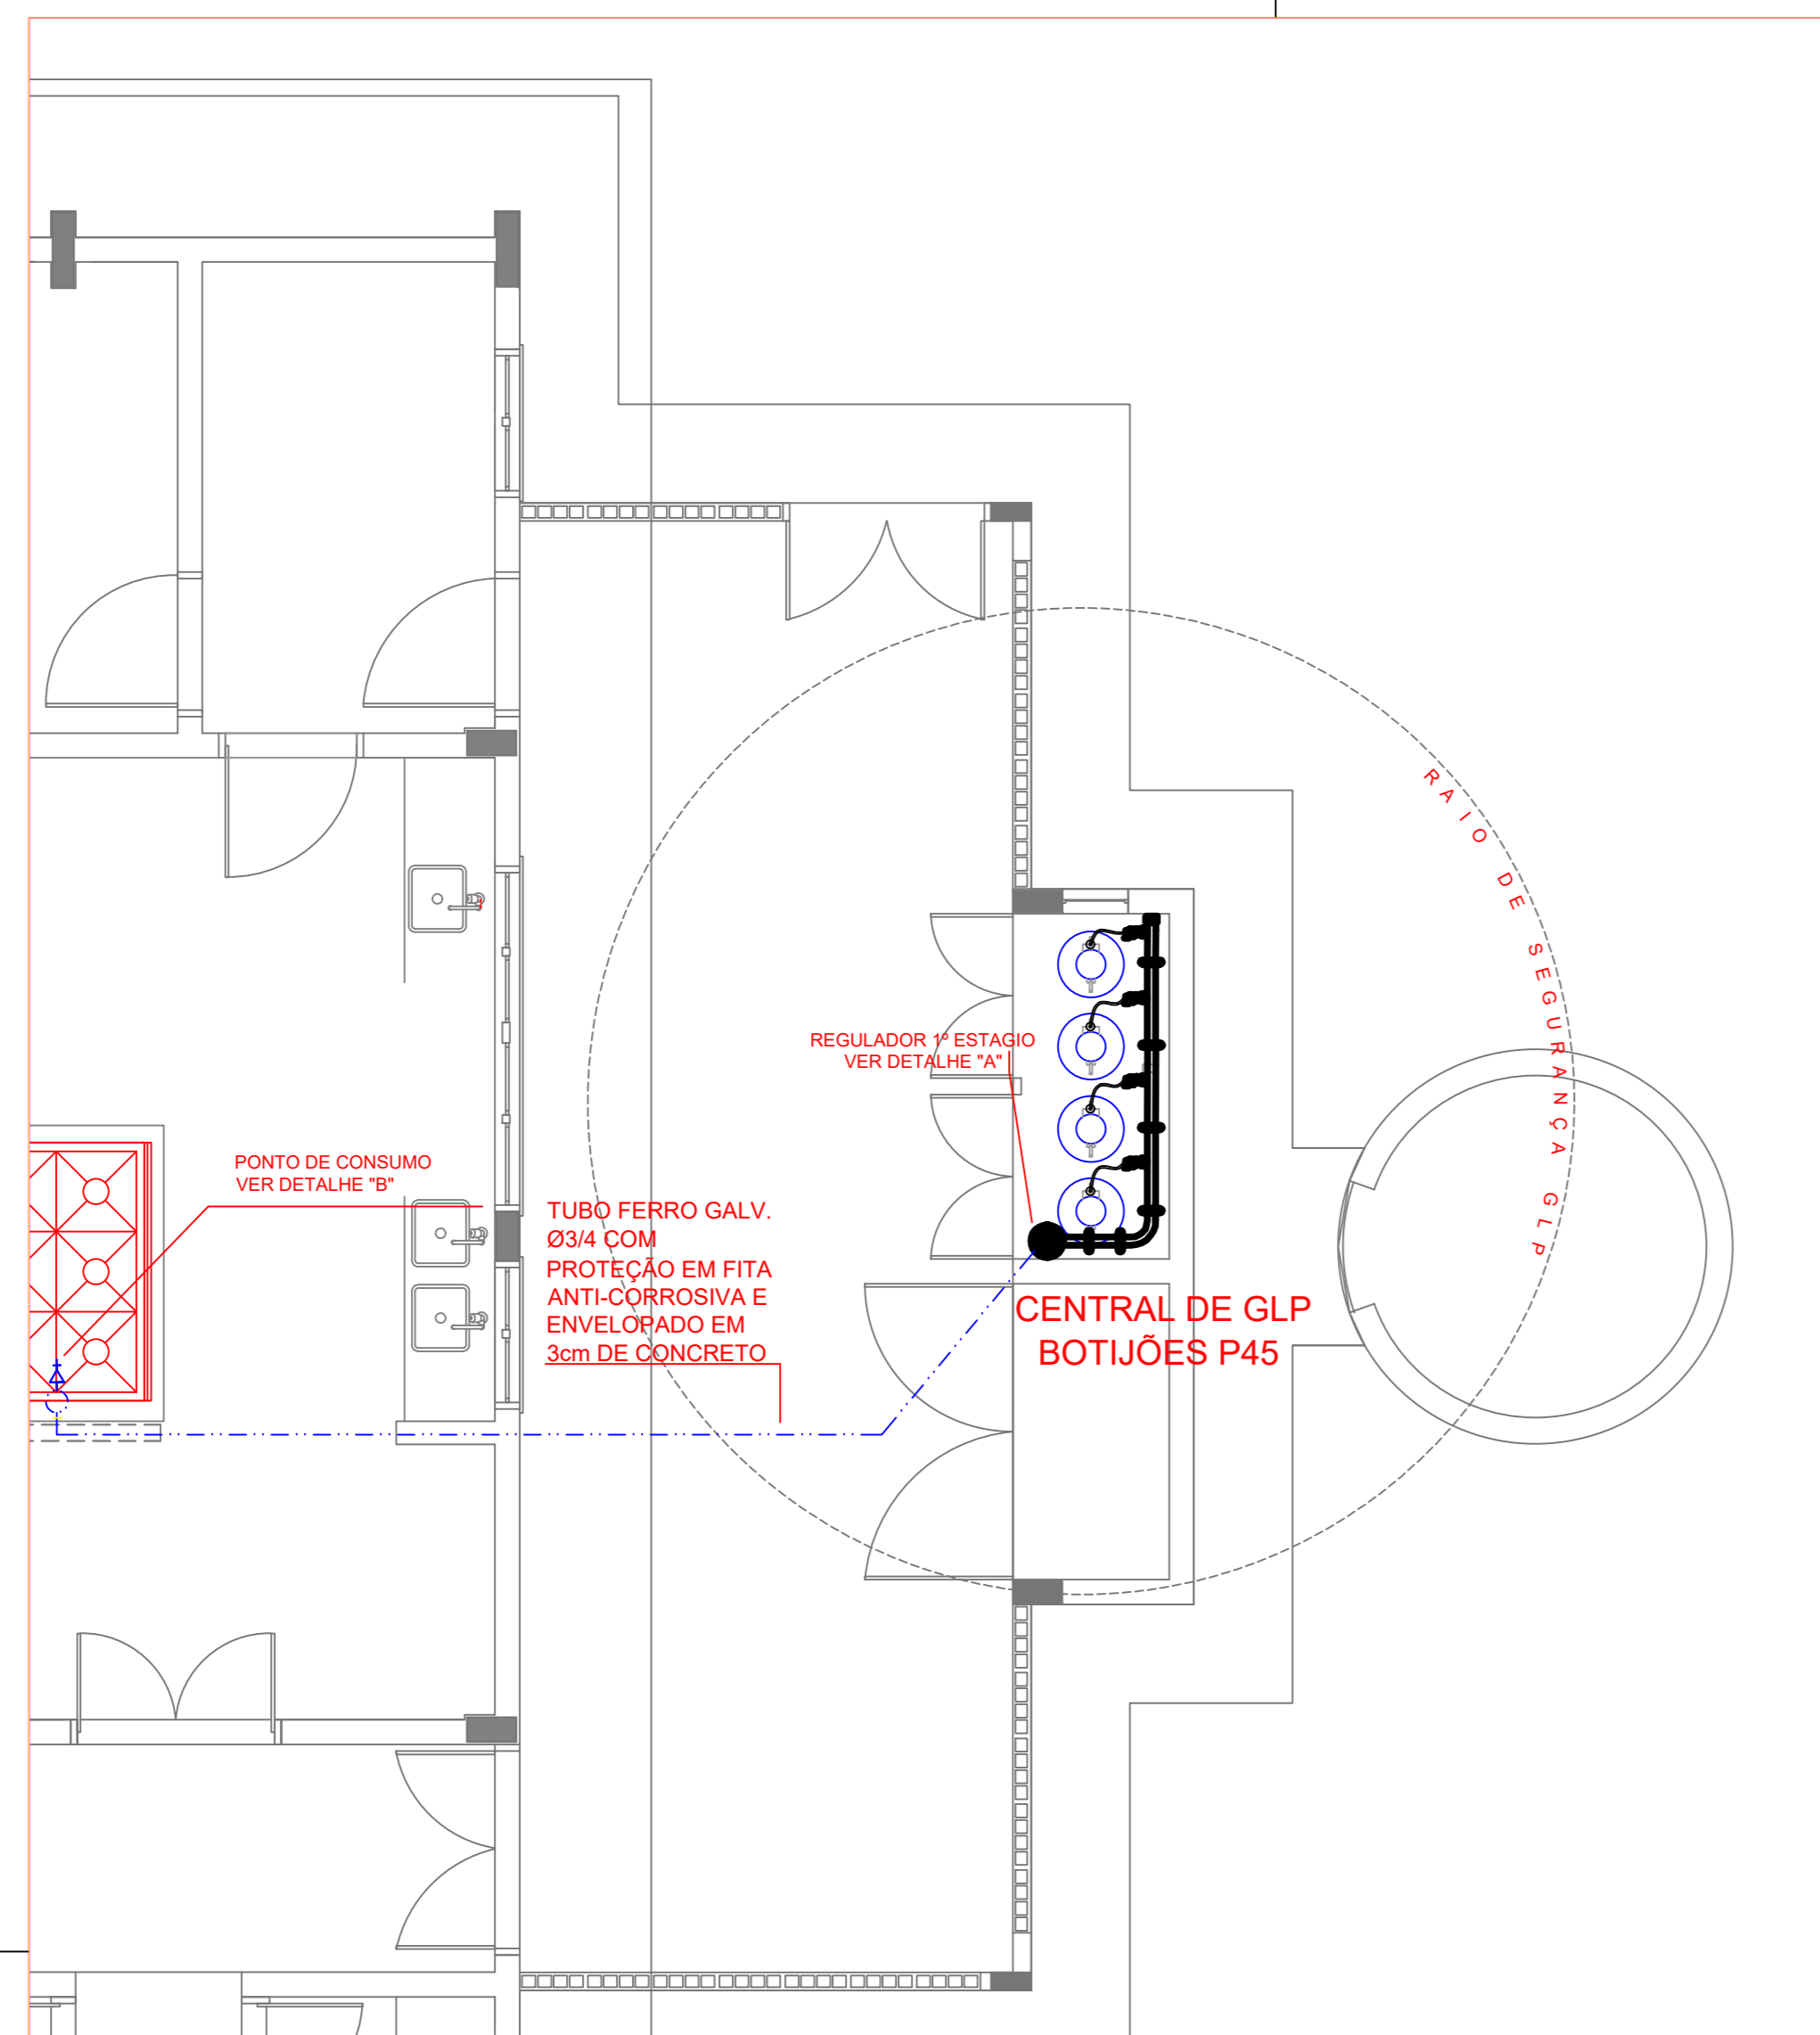 RAIO DE SEGURANÇA GLP
REGULADOR 1º ESTAGIO
VER DETALHE "A"
PONTO DE CONSUMO
VER DETALHE "B"
TUBO FERRO GALV.
Ø3/4 COM
PROTEÇÃO EM FITA
ANTI-CORROSIVA E
ENVELOPADO EM
3cm DE CONCRETO
CENTRAL DE GLP
BOTIJÕES P45